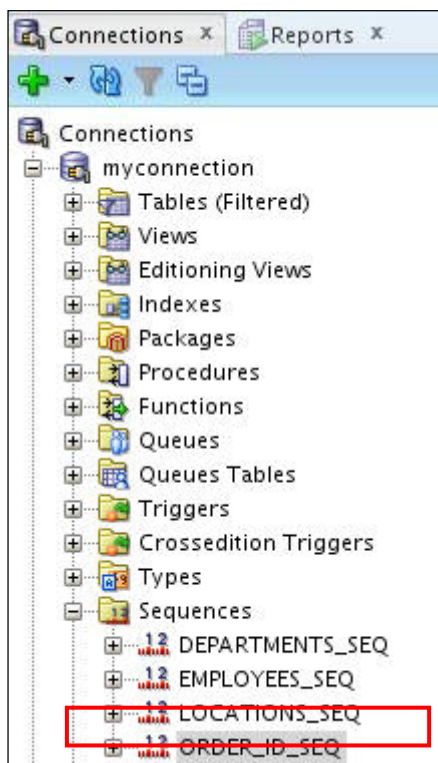 Connections Reports
Connections
myconnection
Tables (Filtered)
Views
Editioning Views
Indexes
Packages
Procedures
Functions
Queues
Queues Tables
Triggers
Crossedition Triggers
Types
Sequences
DEPARTMENTS_SEQ
EMPLOYEES_SEQ
LOCATIONS_SEQ
ORDER_ID_SEQ